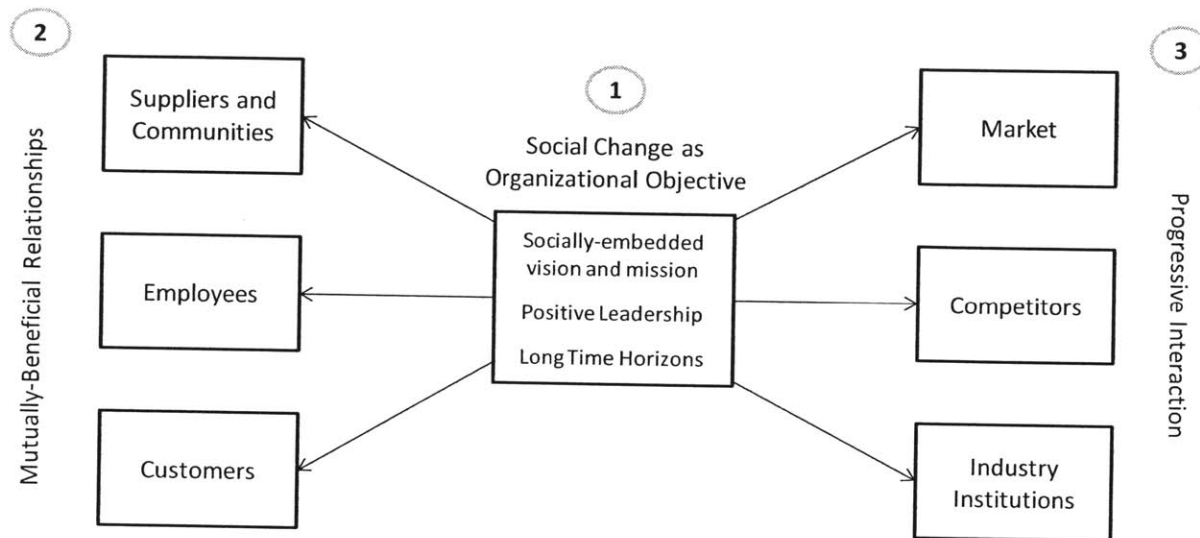 2
Mutually-Beneficial Relationships
Suppliers and
Communities
Employees
Customers
1
Social Change as
Organizational Objective
Socially-embedded
vision and mission
Positive Leadership
Long Time Horizons
3
Market
Competitors
Industry
Institutions
Progressive Interaction